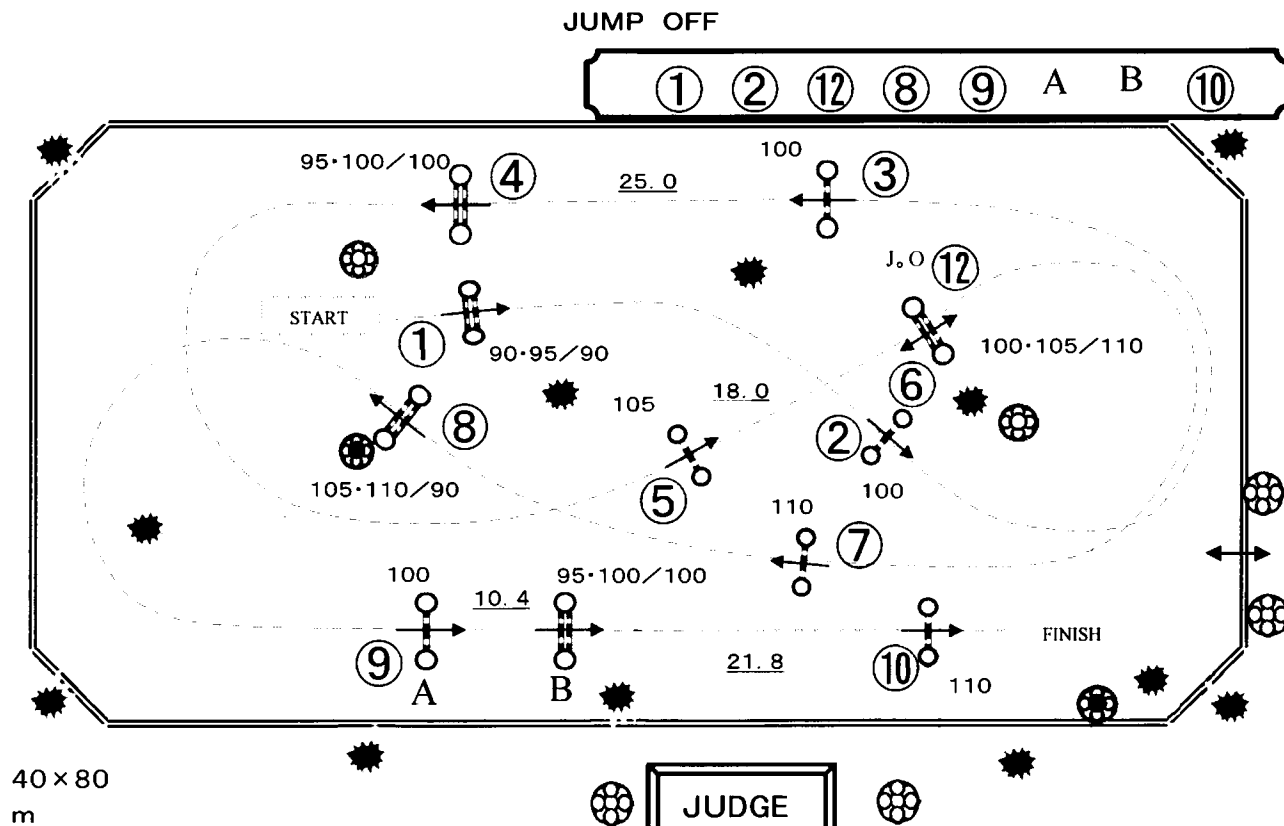 JUMP OFF
① ② ⑫ ⑧ ⑨ A B ⑩
95・100/100 ④ 25.0 100 ③
J。O ⑫
START
① 90・95/90 100・105/110
⑥
105 18.0
⑧ ② 100
105・110/90 ⑤ 110 ⑦
100 10.4 95・100/100
⑨ A B 21.8 ⑩ 110 FINISH
40×80
m
JUDGE